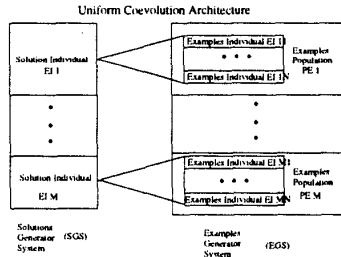 Uniform Coevolution Architecture
Solution Individual
EI 1
Solution Individual
EI M
Examples Individual EI 11
Examples Individual EI 1N
Examples
Population
PE 1
Examples Individual EI M1
Examples Individual EI MN
Examples
Population
PE M
Solutions
Generator (SGS)
System
Examples
Generator (EGS)
System